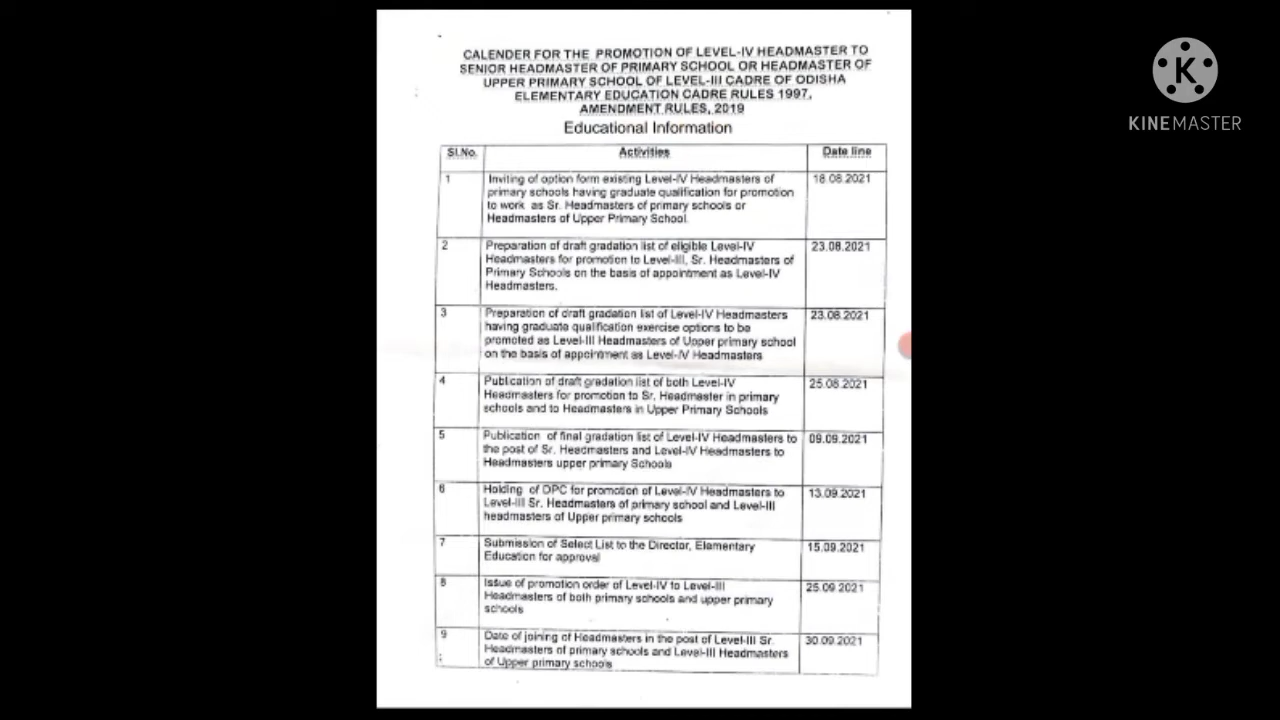 CALENDER FOR THE PROMOTION OF LEVEL-IV HEADMASTER TO
SENIOR HEADMASTER OF PRIMARY SCHOOL OR HEADMASTER OF
UPPER PRIMARY SCHOOL OF LEVEL-III CADRE OF ODISHA
ELEMENTARY EDUCATION CADRE RULES 1997,
AMENDMENT RULES, 2019
Educational Information
Sl.No. Activities Date line
1 Inviting of option form existing Level-IV Headmasters of 18.08.2021
primary schools having graduate qualification for promotion
to work as Sr. Headmasters of primary schools or
Headmasters of Upper Primary School.
2 Preparation of draft gradation list of eligible Level-IV 23.08.2021
Headmasters for promotion to Level-III, Sr. Headmasters of
Primary Schools on the basis of appointment as Level-IV
Headmasters.
3 Preparation of draft gradation list of Level-IV Headmasters 23.08.2021
having graduate qualification exercise options to be
promoted as Level-III Headmasters of Upper primary school
on the basis of appointment as Level-IV Headmasters
4 Publication of draft gradation list of both Level-IV 25.08.2021
Headmasters for promotion to Sr. Headmaster in primary
schools and to Headmasters in Upper Primary Schools
5 Publication of final gradation list of Level-IV Headmasters to 09.09.2021
the post of Sr. Headmasters and Level-IV Headmasters to
Headmasters upper primary Schools
6 Holding of DPC for promotion of Level-IV Headmasters to 13.09.2021
Level-III Sr. Headmasters of primary school and Level-III
headmasters of Upper primary schools
7 Submission of Select List to the Director, Elementary 15.09.2021
Education for approval
8 Issue of promotion order of Level-IV to Level-III 25.09.2021
Headmasters of both primary schools and upper primary
schools
9 Date of joining of Headmasters in the post of Level-III Sr. 30.09.2021
Headmasters of primary schools and Level-III Headmasters
of Upper primary schools
K
KINEMASTER